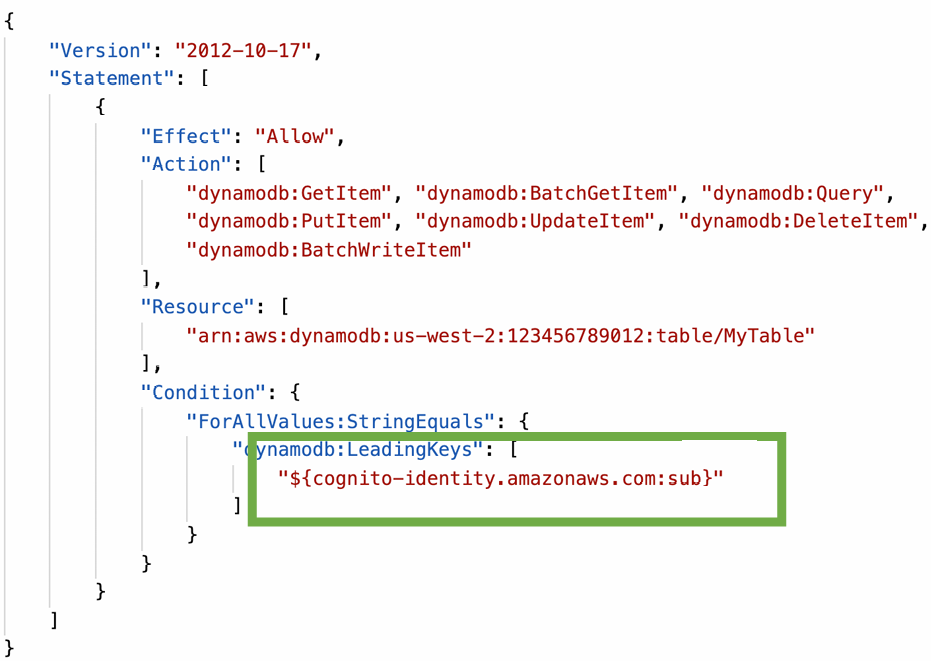 {
"Version": "2012-10-17",
"Statement": [
{
"Effect": "Allow",
"Action": [
"dynamodb:GetItem", "dynamodb:BatchGetItem", "dynamodb:Query",
"dynamodb:PutItem", "dynamodb:UpdateItem", "dynamodb:DeleteItem",
"dynamodb:BatchWriteItem"
],
"Resource": [
"arn:aws:dynamodb:us-west-2:123456789012:table/MyTable"
],
"Condition": {
"ForAllValues:StringEquals": {
"dynamodb:LeadingKeys": [
"${cognito-identity.amazonaws.com:sub}"
]
}
}
}
]
}